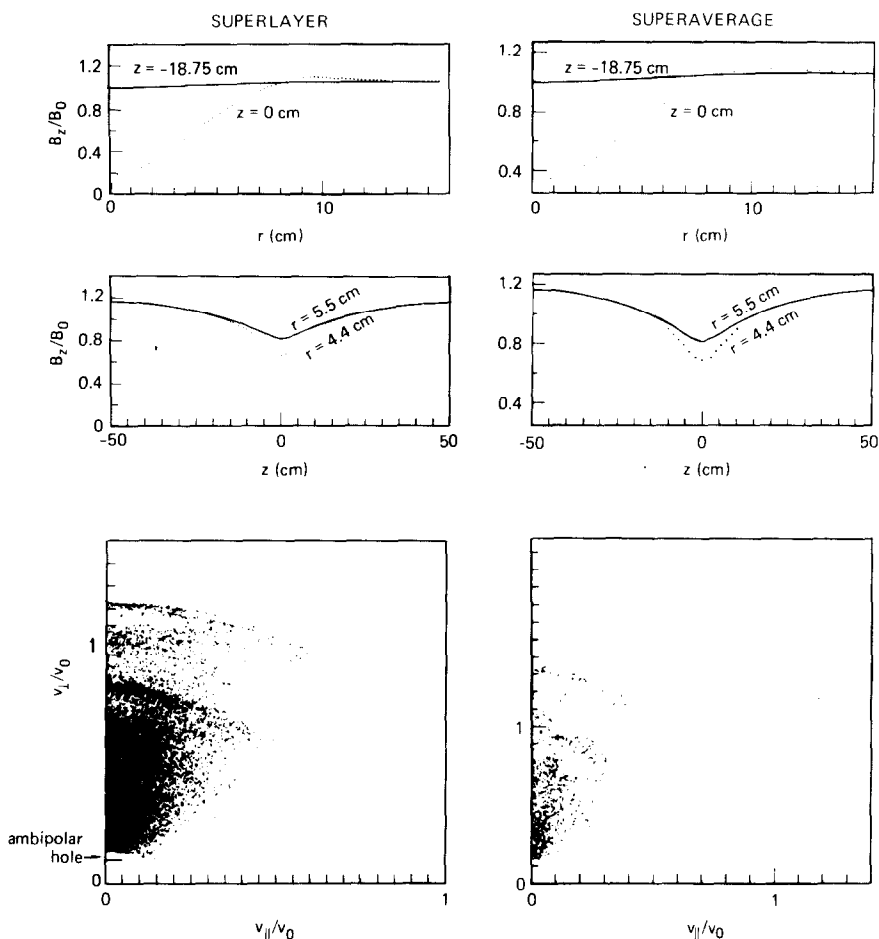 SUPERLAYER
1.2
0.8
0.4
0
B_z/B_0
z = -18.75 cm
z = 0 cm
0
10
r (cm)
SUPERAVERAGE
1.2
0.8
0.4
z = -18.75 cm
z = 0 cm
0
10
r (cm)
1.2
0.8
0.4
0
B_z/B_0
r = 5.5 cm
r = 4.4 cm
-50
0
50
z (cm)
1.2
0.8
0.4
r = 5.5 cm
r = 4.4 cm
-50
0
50
z (cm)
1
v_⊥/v_0
ambipolar
hole
0
0
1
v_||/v_0
1
0
0
1
v_||/v_0